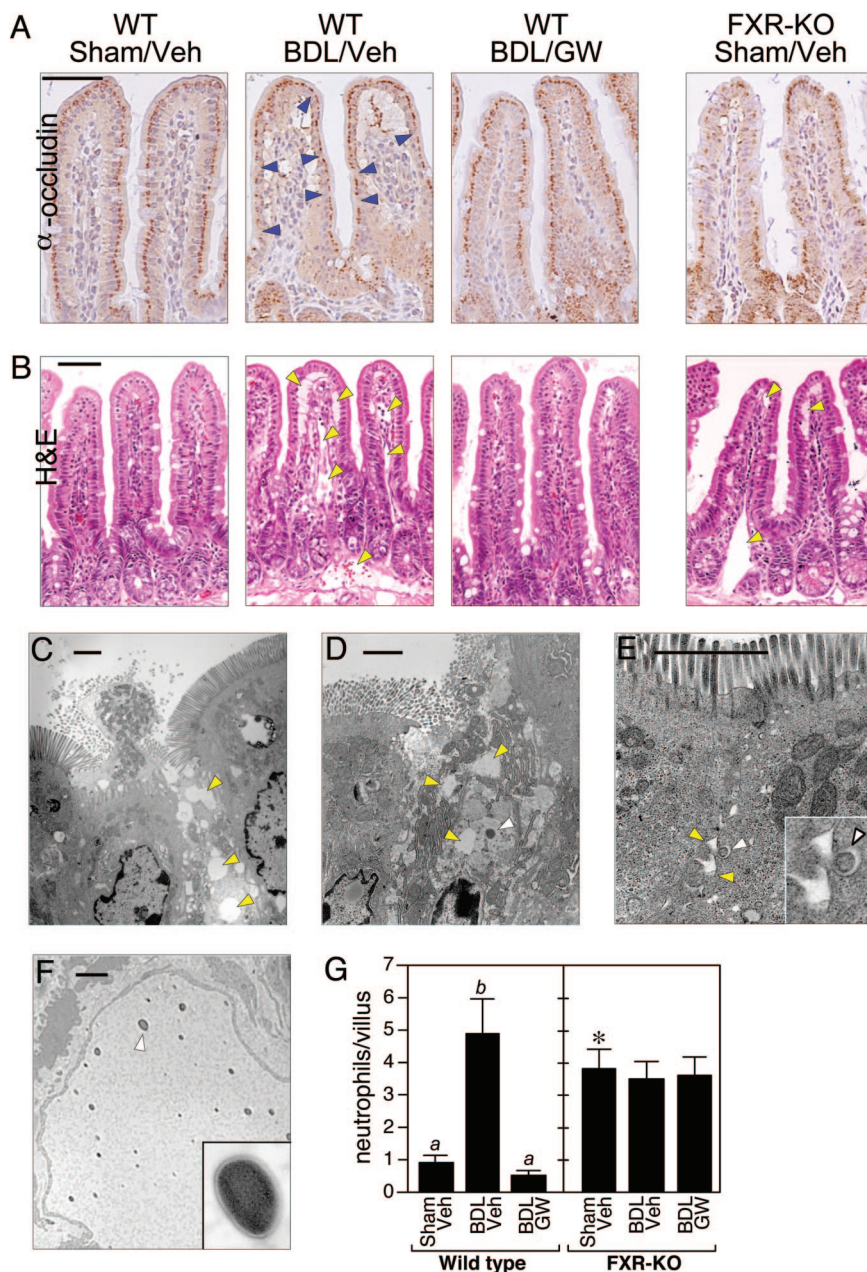 A
WT
Sham/Veh
WT
BDL/Veh
WT
BDL/GW
FXR-KO
Sham/Veh
α-occludin
B
H&E
C
D
E
F
G
neutrophils/villus
7
6
5
4
3
2
1
0
a
b
a
*
Sham
Veh
BDL
Veh
BDL
GW
Sham
Veh
BDL
Veh
BDL
GW
Wild type
FXR-KO